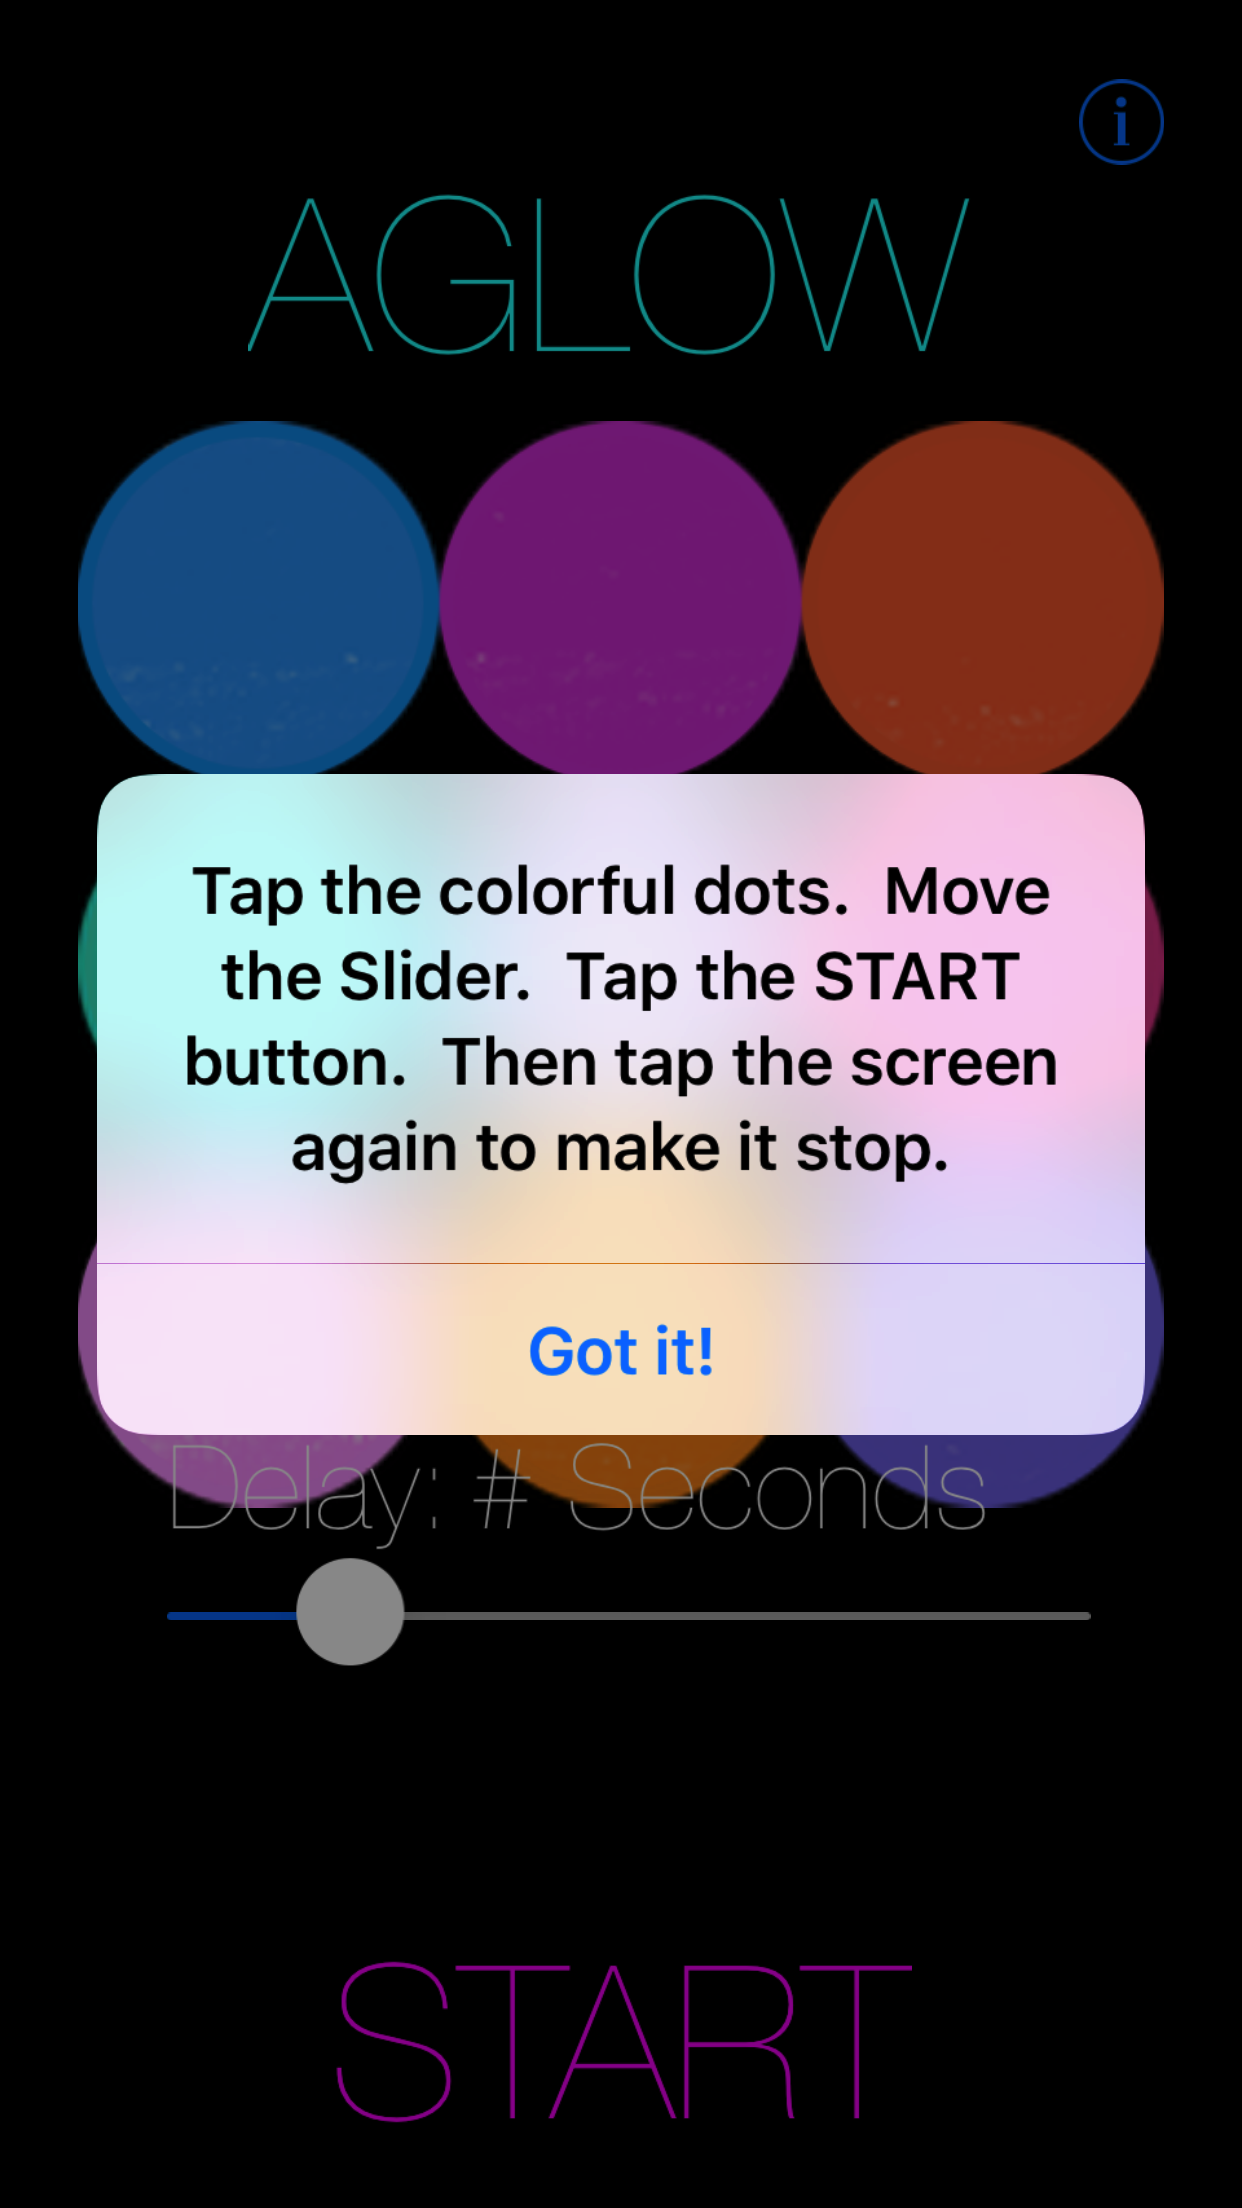 i
AGLOW
Tap the colorful dots.  Move
the Slider.  Tap the START
button.  Then tap the screen
again to make it stop.
Got it!
Delay: # Seconds
START